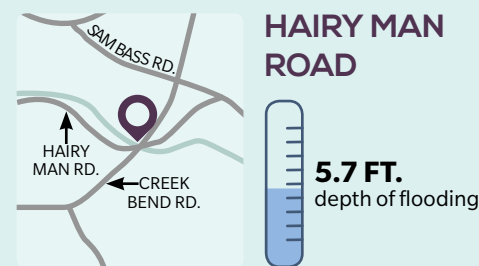 SAM BASS RD.
HAIRY
MAN RD.
CREEK
BEND RD.
HAIRY MAN
ROAD
5.7 FT.
depth of flooding